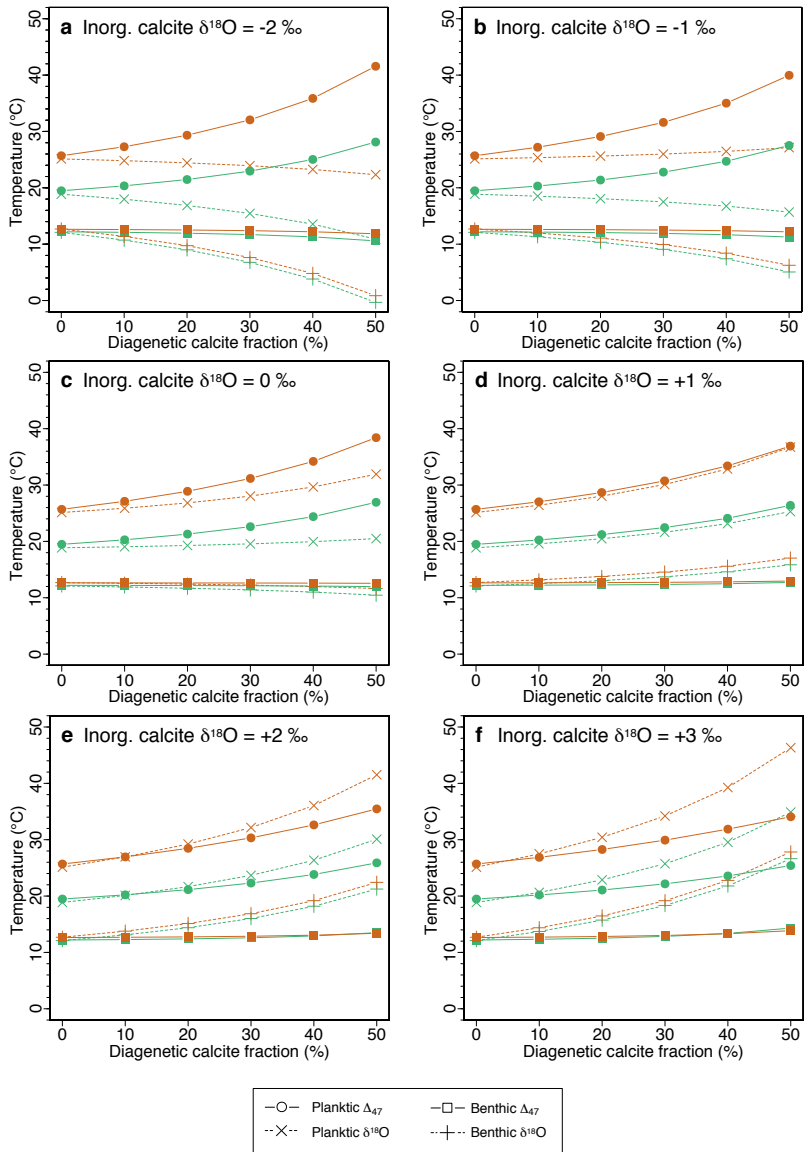 a Inorg. calcite δ¹⁸O = -2 ‰
Temperature (°C)
50
40
30
20
10
0
0 10 20 30 40 50
Diagenetic calcite fraction (%)
b Inorg. calcite δ¹⁸O = -1 ‰
Temperature (°C)
50
40
30
20
10
0
0 10 20 30 40 50
Diagenetic calcite fraction (%)
c Inorg. calcite δ¹⁸O = 0 ‰
Temperature (°C)
50
40
30
20
10
0
0 10 20 30 40 50
Diagenetic calcite fraction (%)
d Inorg. calcite δ¹⁸O = +1 ‰
Temperature (°C)
50
40
30
20
10
0
0 10 20 30 40 50
Diagenetic calcite fraction (%)
e Inorg. calcite δ¹⁸O = +2 ‰
Temperature (°C)
50
40
30
20
10
0
0 10 20 30 40 50
Diagenetic calcite fraction (%)
f Inorg. calcite δ¹⁸O = +3 ‰
Temperature (°C)
50
40
30
20
10
0
0 10 20 30 40 50
Diagenetic calcite fraction (%)
Planktic Δ₄₇
Planktic δ¹⁸O
Benthic Δ₄₇
Benthic δ¹⁸O